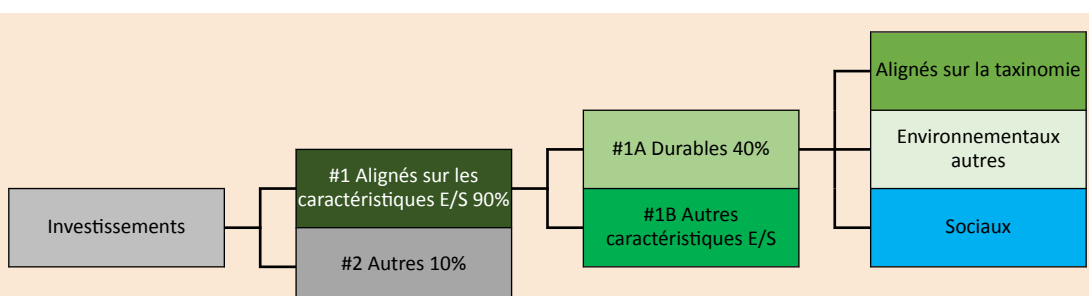 Investissements
#1 Alignés sur les
caractéristiques E/S 90%
#2 Autres 10%
#1A Durables 40%
#1B Autres
caractéristiques E/S
Alignés sur la taxinomie
Environnementaux
autres
Sociaux